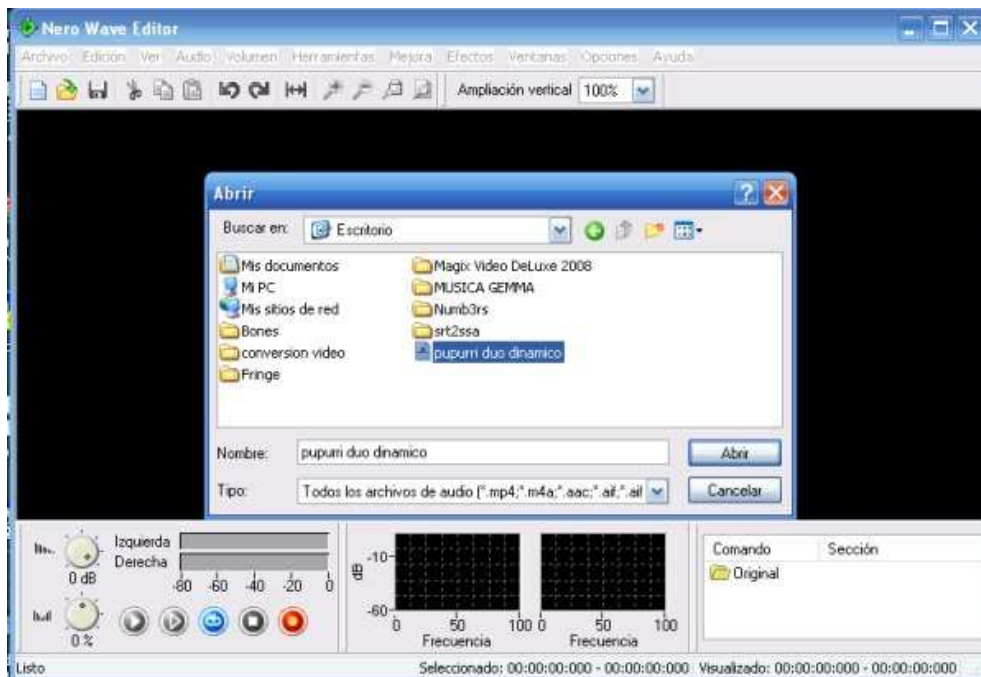 Nero Wave Editor
Archivo Edición Ver Audio Volumen Herramientas Mejora Efectos Ventanas Opciones Ayuda
Ampliación vertical 100%
Abrir
Buscar en: Escritorio
Mis documentos
Mi PC
Mis sitios de red
Bones
conversion video
Fringe
Magix Video DeLuxe 2008
MUSICA GEMMA
Numb3rs
srt2ssa
pupurri duo dinamico
Nombre: pupurri duo dinamico Abrir
Tipo: Todos los archivos de audio (*.mp4;*.m4a;*.aac;*.aif;*.aif Cancelar
Izquierda
Derecha
0 dB
-80 -60 -40 -20 0
0 %
dB
-10
-60
0 50 100
Frecuencia
0 50 100
Frecuencia
Comando Sección
Original
Listo Seleccionado: 00:00:00:000 - 00:00:00:000 Visualizado: 00:00:00:000 - 00:00:00:000